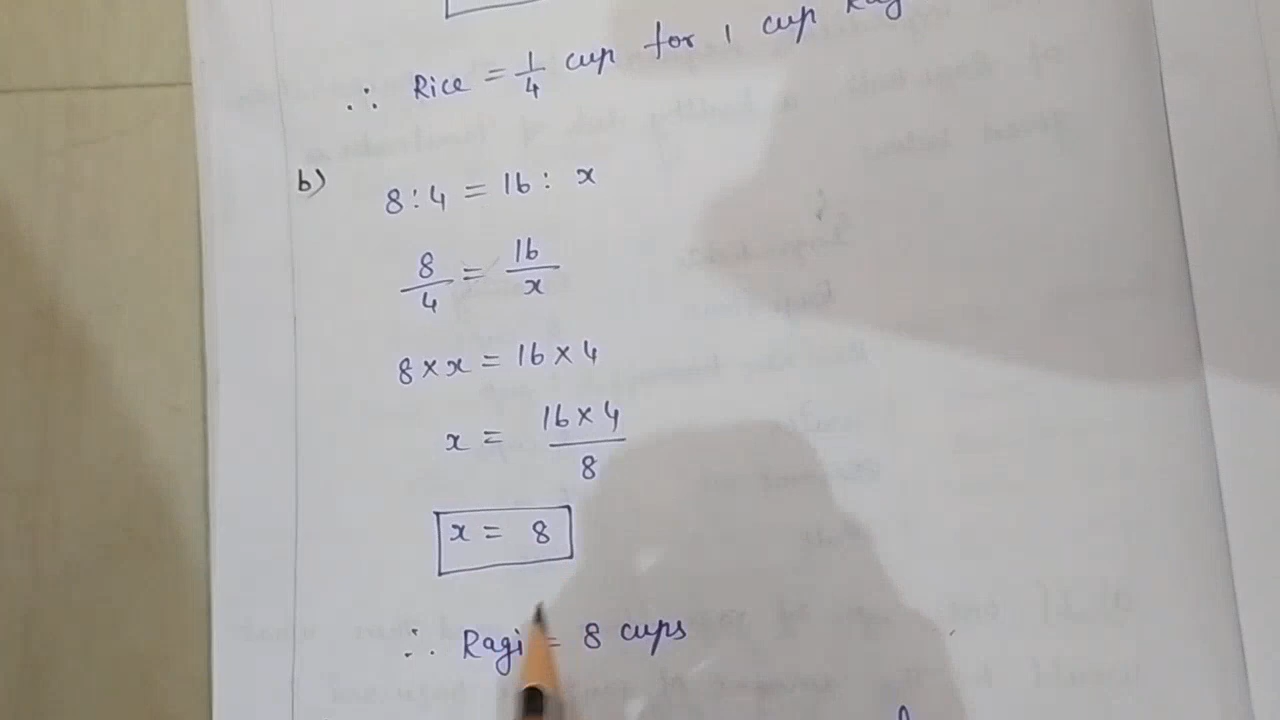 ∴ Rice = 1/4 cup for 1 cup
b) 8 : 4 = 16 : x
8/4 = 16/x
8 × x = 16 × 4
x = 16 × 4 / 8
x = 8
∴ Ragi = 8 cups